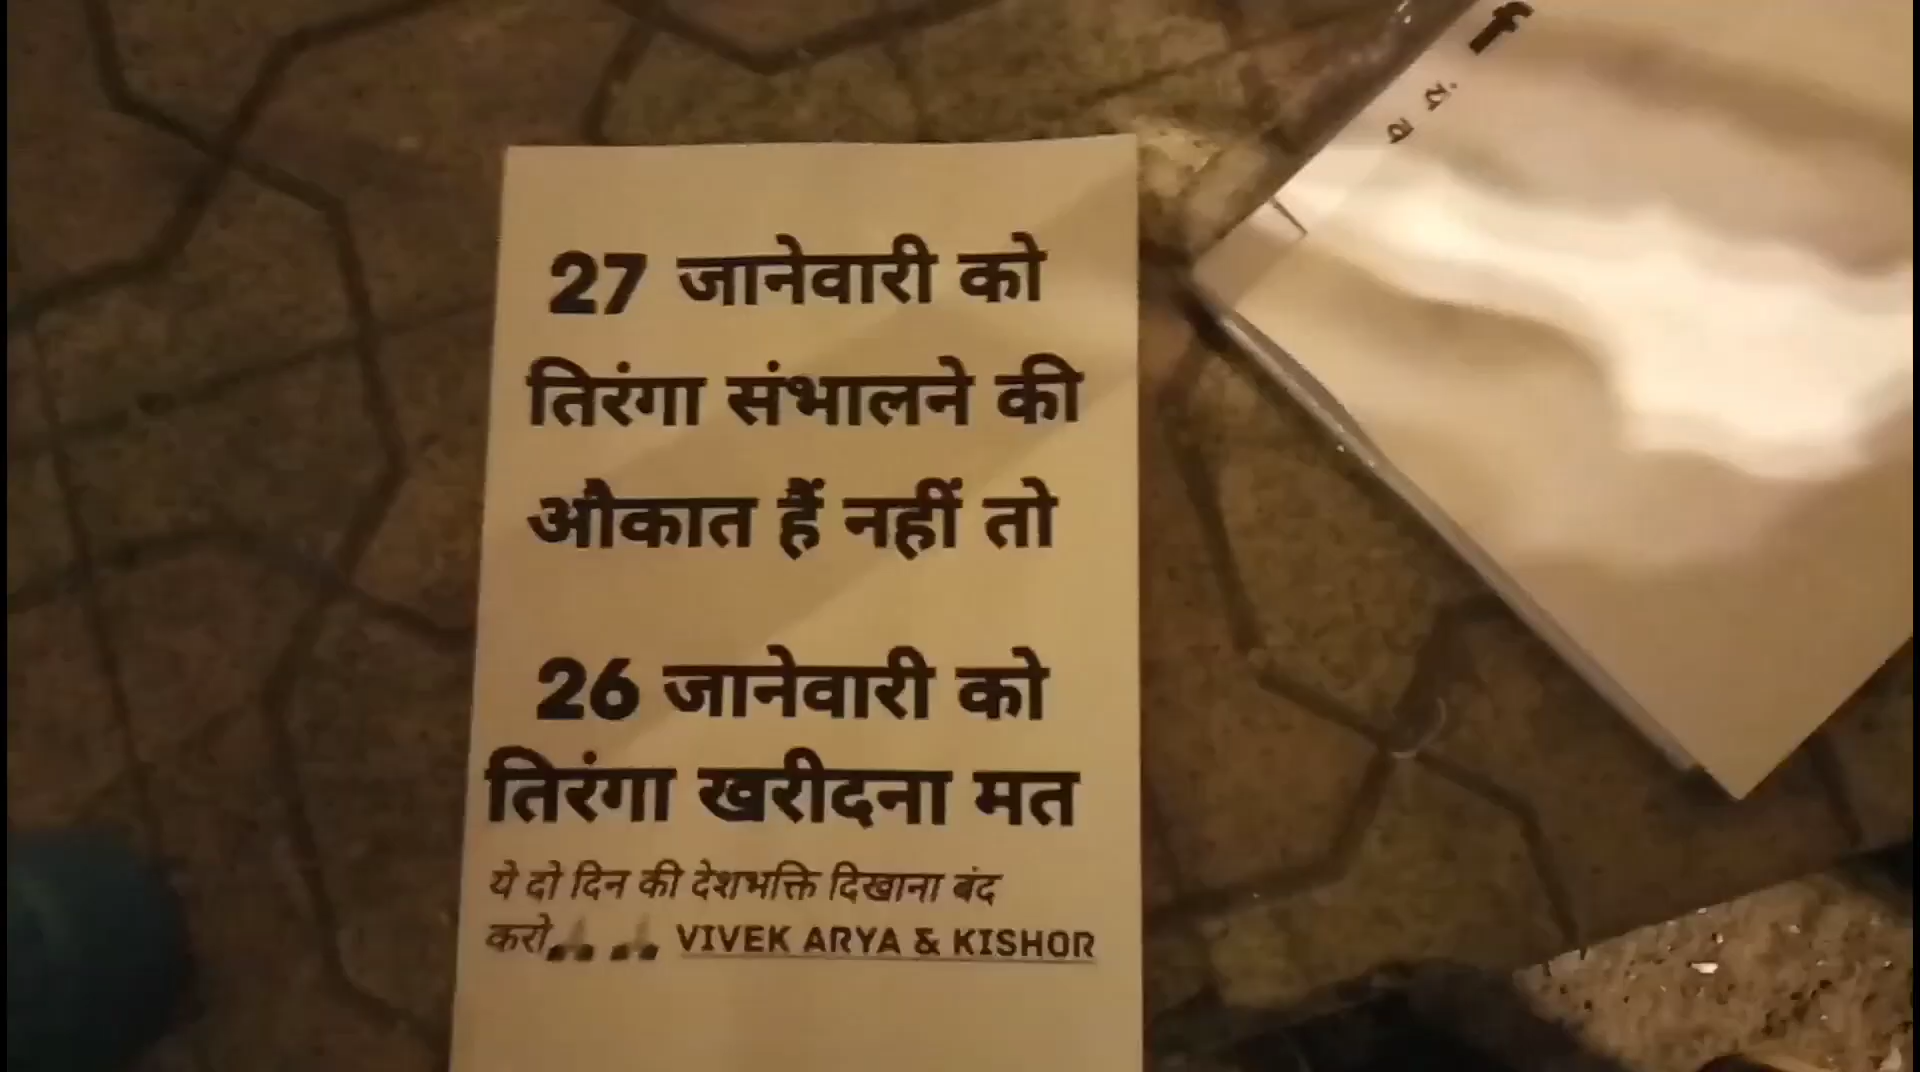 27 जानेवारी को
तिरंगा संभालने की
औकात हैं नहीं तो
26 जानेवारी को
तिरंगा खरीदना मत
ये दो दिन की देशभक्ति दिखाना बंद
करो🙏🏻 🙏🏻 VIVEK ARYA & KISHOR